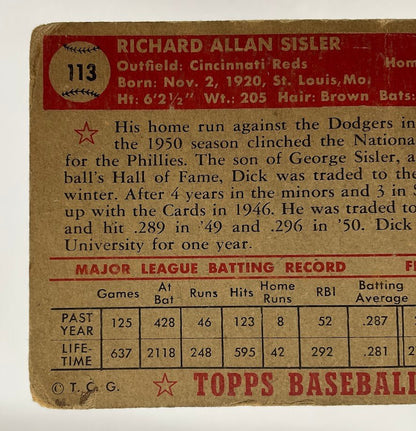 113
RICHARD ALLAN SISLER
Outfield: Cincinnati Reds Hom
Born: Nov. 2, 1920, St. Louis, Mo.
Ht: 6'2½" Wt.: 205 Hair: Brown Bats:
His home run against the Dodgers in
the 1950 season clinched the Nationa
for the Phillies. The son of George Sisler, a
ball's Hall of Fame, Dick was traded to the
winter. After 4 years in the minors and 3 in
up with the Cards in 1946. He was traded to
and hit .289 in '49 and .296 in '50. Dick
University for one year.
MAJOR LEAGUE BATTING RECORD
Games At Bat Runs Hits Home Runs RBI Batting Average
PAST YEAR 125 428 46 123 8 52 .287
LIFE-TIME 637 2118 248 595 42 292 .281
© T. C. G. TOPPS BASEBALL